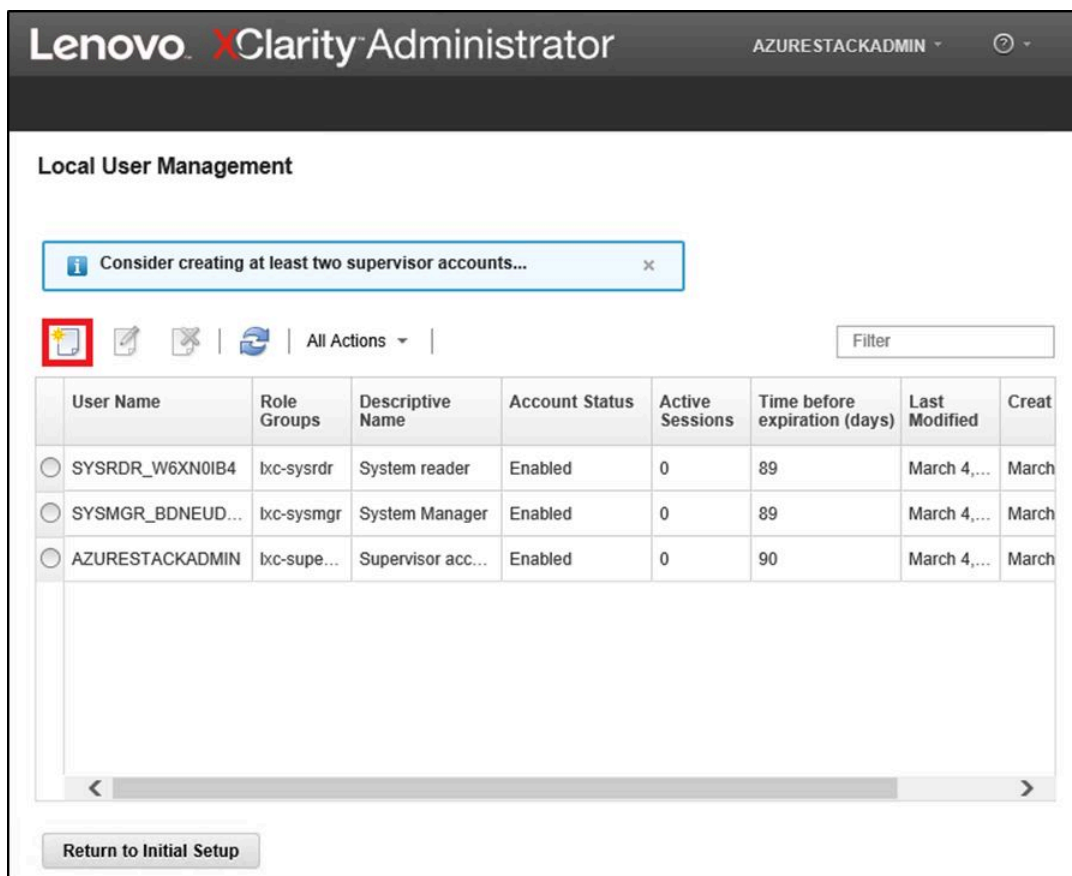 Lenovo. XClarity Administrator AZURESTACKADMIN
Local User Management
Consider creating at least two supervisor accounts...
All Actions Filter
User Name Role Groups Descriptive Name Account Status Active Sessions Time before expiration (days) Last Modified Creat
SYSRDR_W6XN0IB4 lxc-sysrdr System reader Enabled 0 89 March 4,... March
SYSMGR_BDNEUD... lxc-sysmgr System Manager Enabled 0 89 March 4,... March
AZURESTACKADMIN lxc-supe... Supervisor acc... Enabled 0 90 March 4,... March
Return to Initial Setup